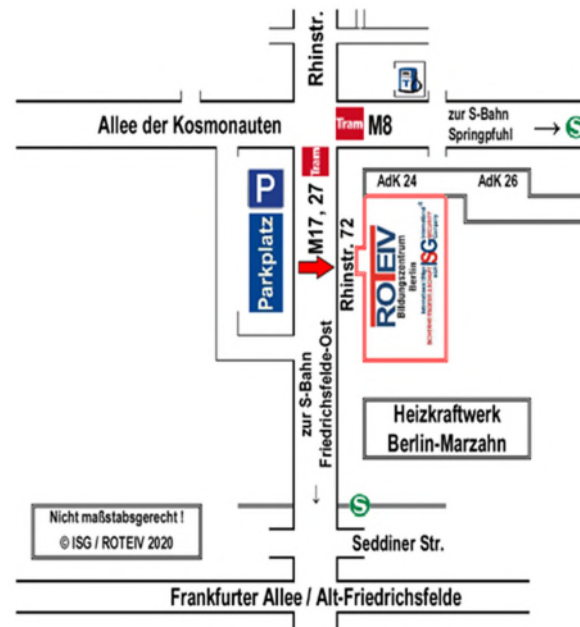 Rhinstr.
T
Allee der Kosmonauten
Tram
M8
zur S-Bahn
Springpfuhl
→
S
Tram
M17, 27
P
Parkplatz
AdK 24
AdK 26
Rhinstr. 72
ROTEIV
Bildungszentrum
Berlin
ISG
zur S-Bahn
Friedrichsfelde-Ost
←
Heizkraftwerk
Berlin-Marzahn
S
Nicht maßstabsgerecht !
© ISG / ROTEIV 2020
Seddiner Str.
Frankfurter Allee / Alt-Friedrichsfelde